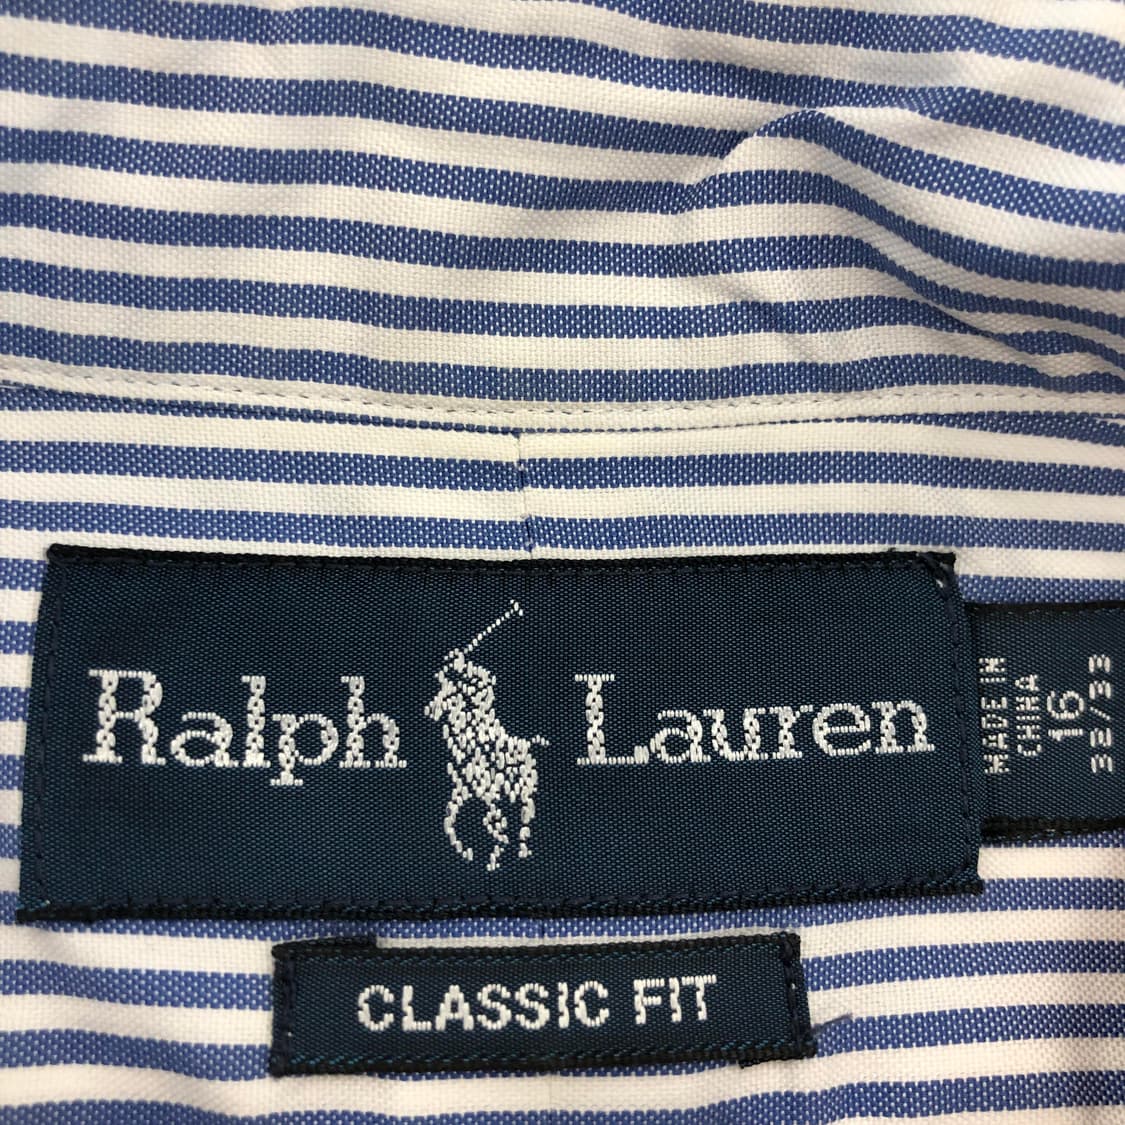 Ralph Lauren
MADE IN
CHINA
16
32/33
CLASSIC FIT